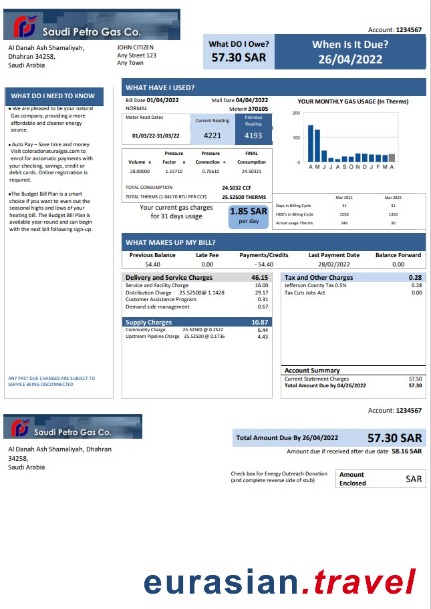 Saudi Petro Gas Co.
Account: 1234567
Al Danah Ash Shamaliyah,
Dhahran 34258,
Saudi Arabia
JOHN CITIZEN
Any Street 123
Any Town
What DO I Owe?
57.30 SAR
When Is It Due?
26/04/2022
WHAT DO I NEED TO KNOW
• We are pleased to be your natural
Gas company, providing a more
affordable and cleaner energy
source.
• Auto Pay – Save time and money.
Visit coloradonaturalgas.com to
enroll for automatic payments with
your checking, savings, credit or
debit cards. Online registration is
required.
•The Budget Bill Plan is a smart
choice if you want to even out the
seasonal highs and lows of your
heating bill. The Budget Bill Plan is
available year-round and can begin
with the next bill following sign-up.
ANY PAST DUE CHANGES ARE SUBJECT TO
SERVICE BEING DISCONNECTED
WHAT HAVE I USED?
Bill Date 01/04/2022 Mail Date 04/04/2022
NORMAL Meter# 370105
Meter Read Dates Current Reading Previous Reading
01/03/22-31/03/22 4221 4193
Pressure Pressure FINAL
Volume x Factor x Connection = Consumption
28.00000 1.15710 0.75610 24.50321
TOTAL CONSUMPTION 24.5032 CCF
TOTAL THERMS (1.04170 BTU PER CCF) 25.52500 THERMS
Your current gas charges
for 31 days usage
1.85 SAR
per day
YOUR MONTHLY GAS USAGE (In Therms)
200
100
0
A M J J A S O N D J F M A
Mar 2021 Mar 2022
Days in Billing Cycle
HDD's in Billing Cycle
Actual usage Therms
WHAT MAKES UP MY BILL?
Previous Balance Late Fee Payments/Credits Last Payment Date Balance Forward
54.40 0.00 - 54.40 28/02/2022 0.00
Delivery and Service Charges 46.15
Service and Facility Charge 16.00
Distribution Charge 25.52500@ 1.1428 29.17
Customer Assistance Program 0.31
Demand side management 0.67
Supply Charges 10.87
Commodity Charge 25.52500 @ 0.2522 6.44
Upstream Pipeline Charge 25.52500 @ 0.1736 4.43
Tax and Other Charges 0.28
Jefferson County Tax 0.5% 0.28
Tax Cuts Jobs Act 0.00
Account Summary
Current Statement Charges 57.50
Total Amount Due by 04/26/2022 57.30
Saudi Petro Gas Co.
Account: 1234567
Al Danah Ash Shamaliyah, Dhahran
34258,
Saudi Arabia
Total Amount Due By 26/04/2022 57.30 SAR
Amount due if received after due date 58.16 SAR
Check box for Energy Outreach Donation
(and complete reverse side of stub)
Amount
Enclosed
SAR
eurasian.travel